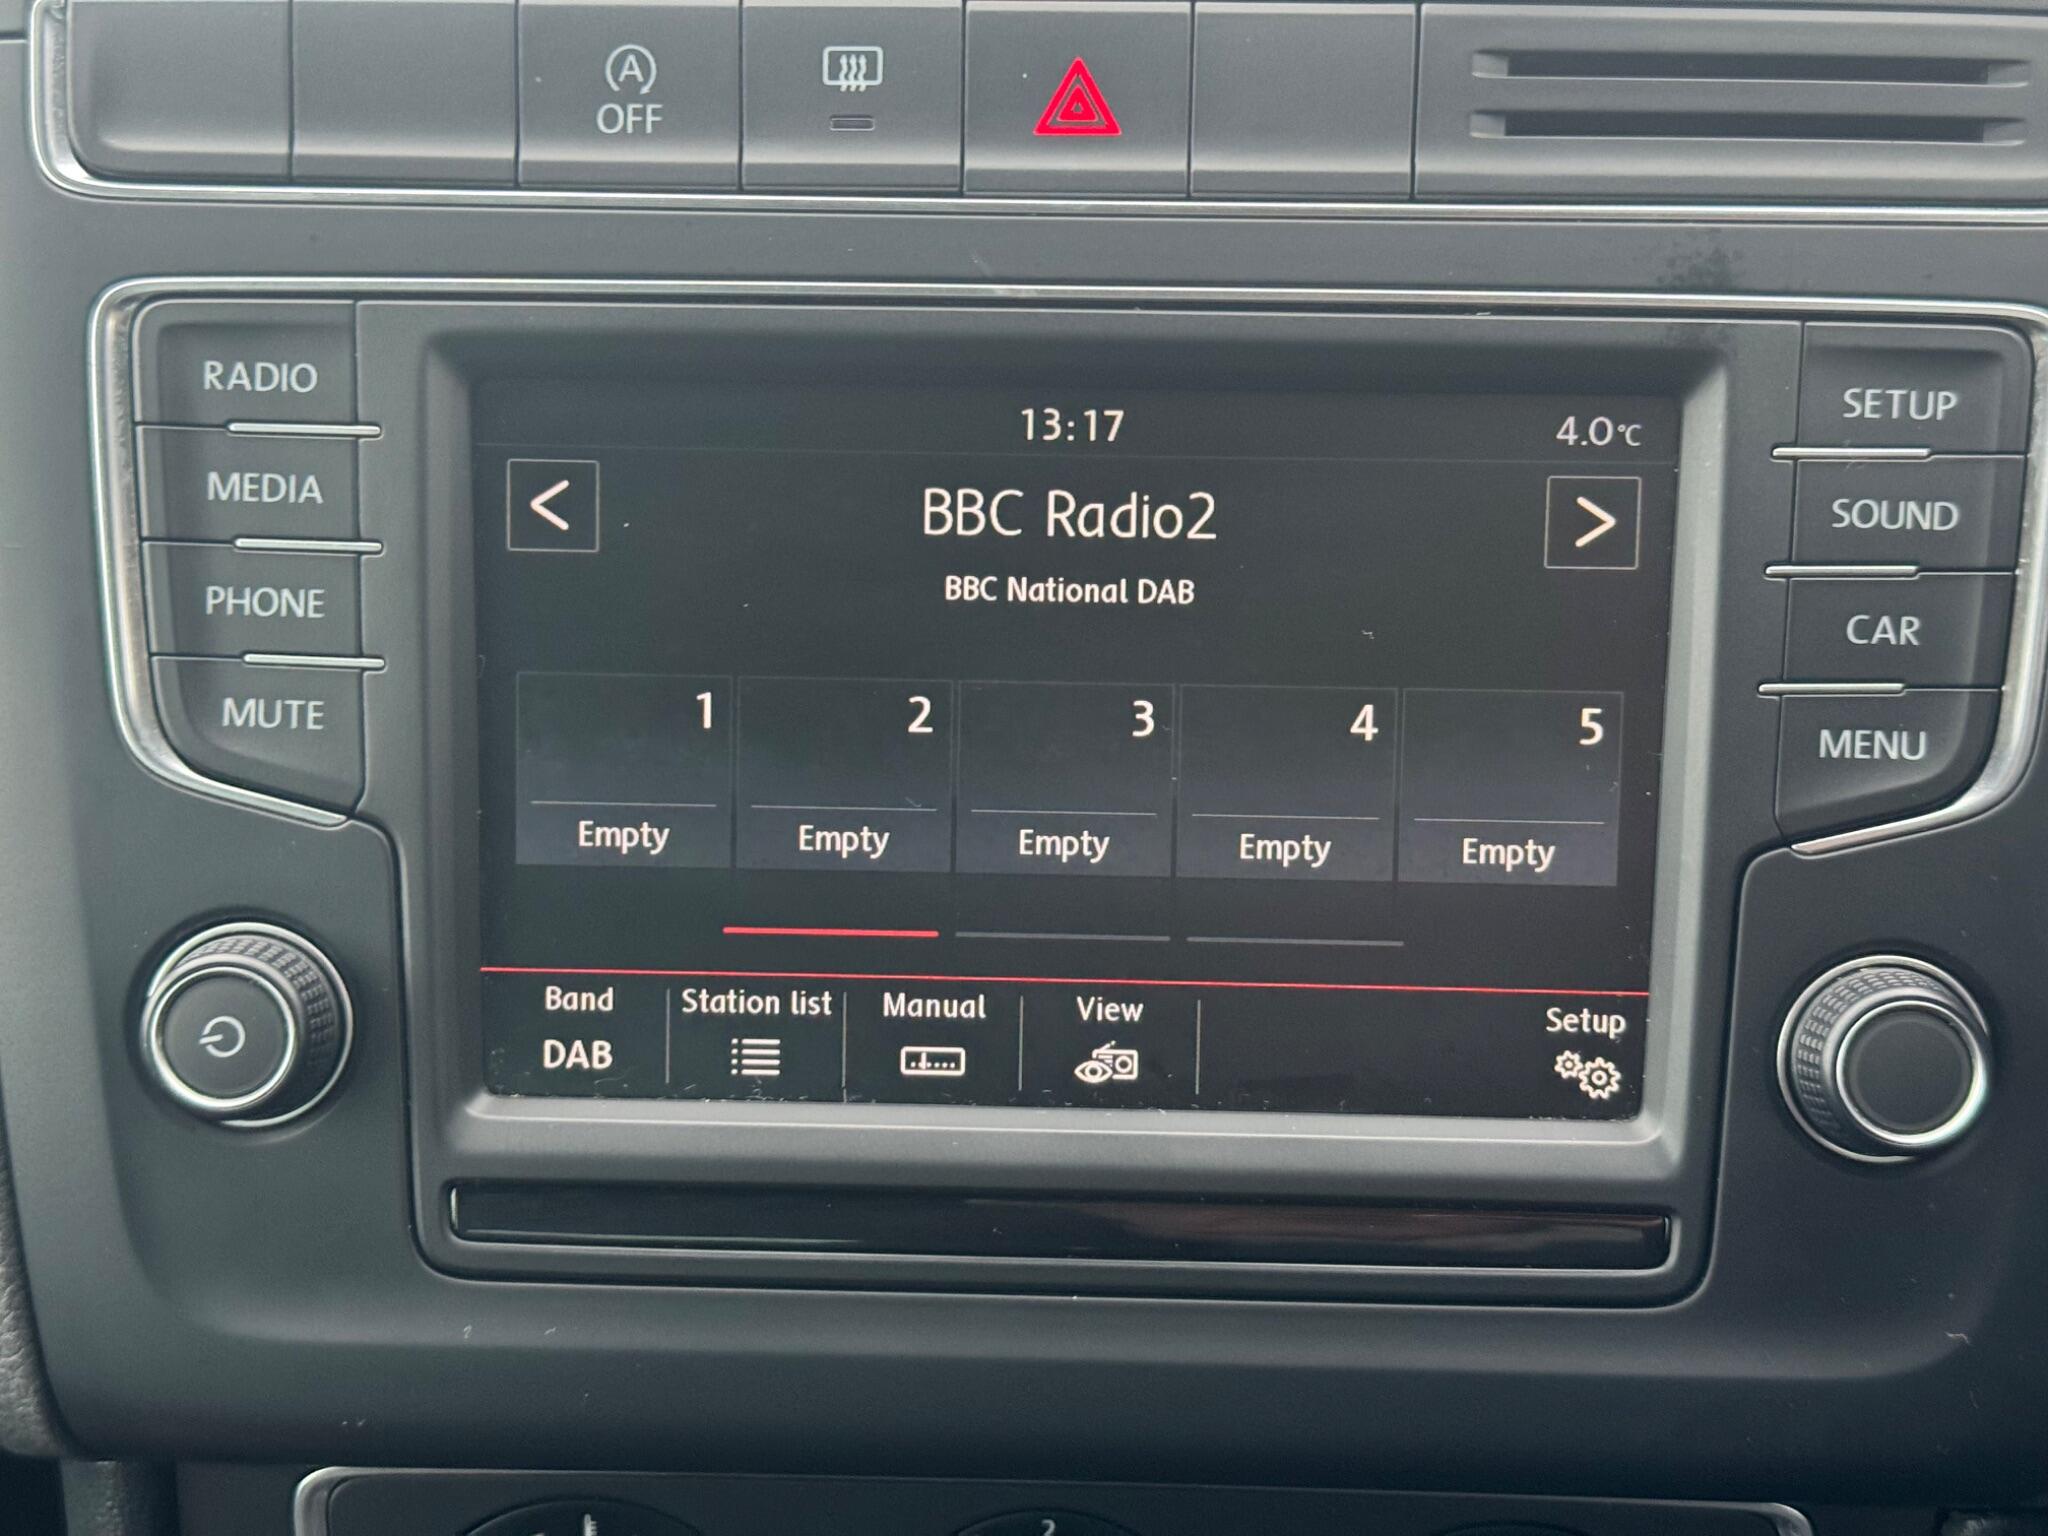 A
OFF
RADIO
MEDIA
PHONE
MUTE
13:17
4.0°C
<
BBC Radio2
>
BBC National DAB
1
2
3
4
5
Empty
Empty
Empty
Empty
Empty
Band
DAB
Station list
Manual
View
Setup
SETUP
SOUND
CAR
MENU
2